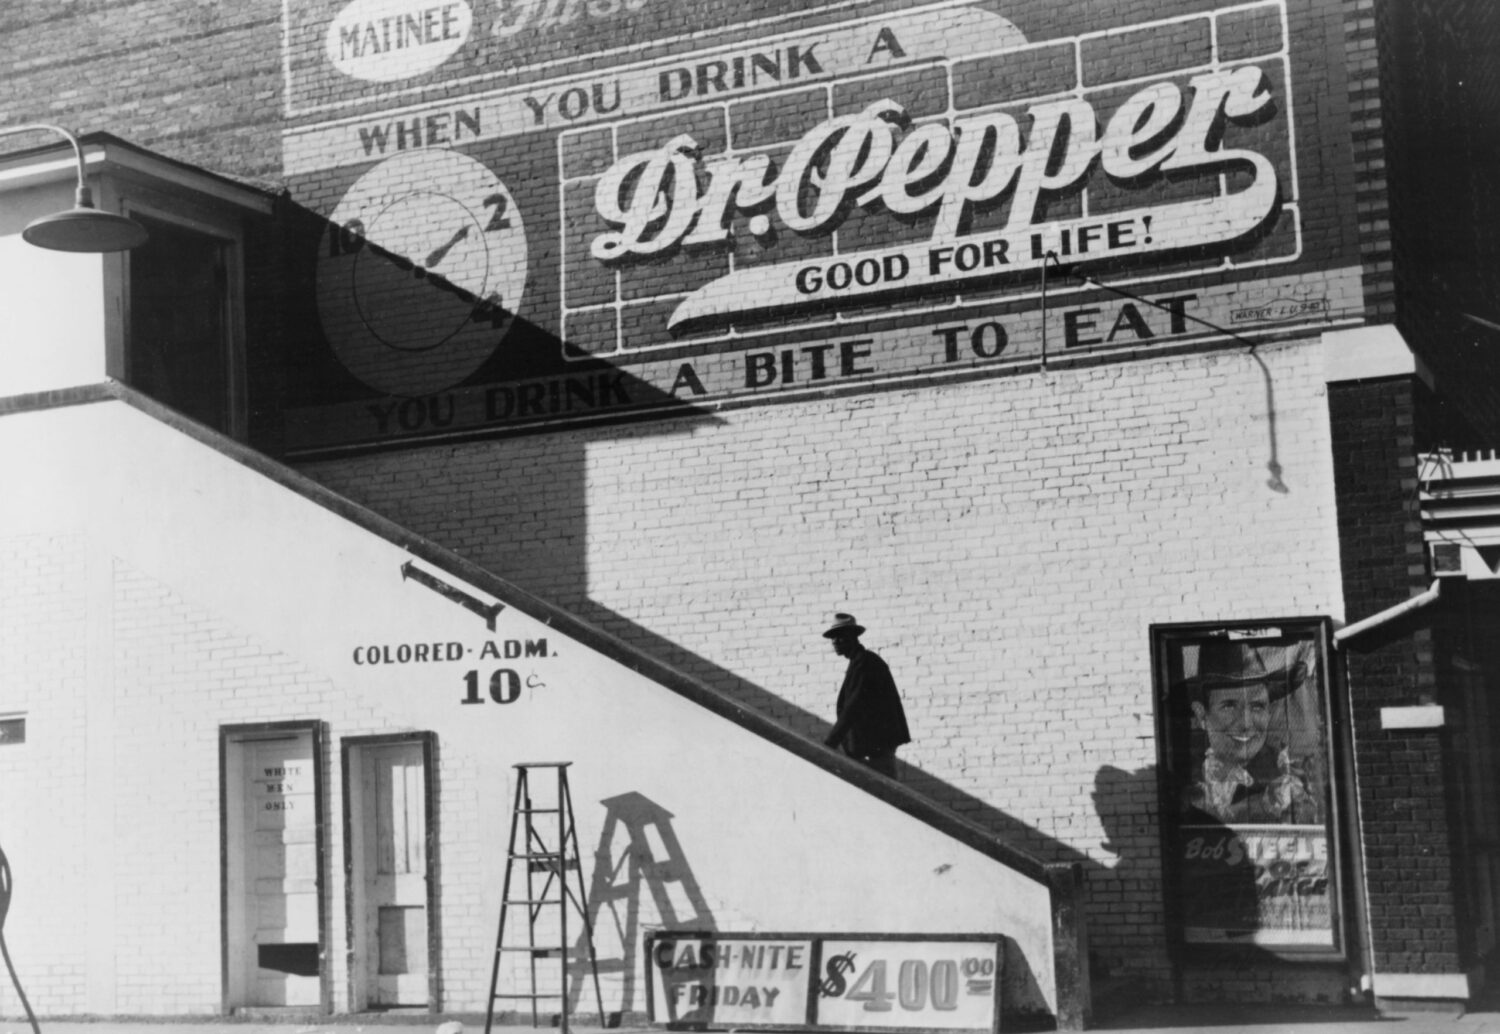 MATINEE
WHEN YOU DRINK A
Dr. Pepper
GOOD FOR LIFE!
10
2
4
YOU DRINK A BITE TO EAT
COLORED-ADM.
10¢
WHITE
MEN
ONLY
Bob STEELE
CASH-NITE
FRIDAY
$400 00